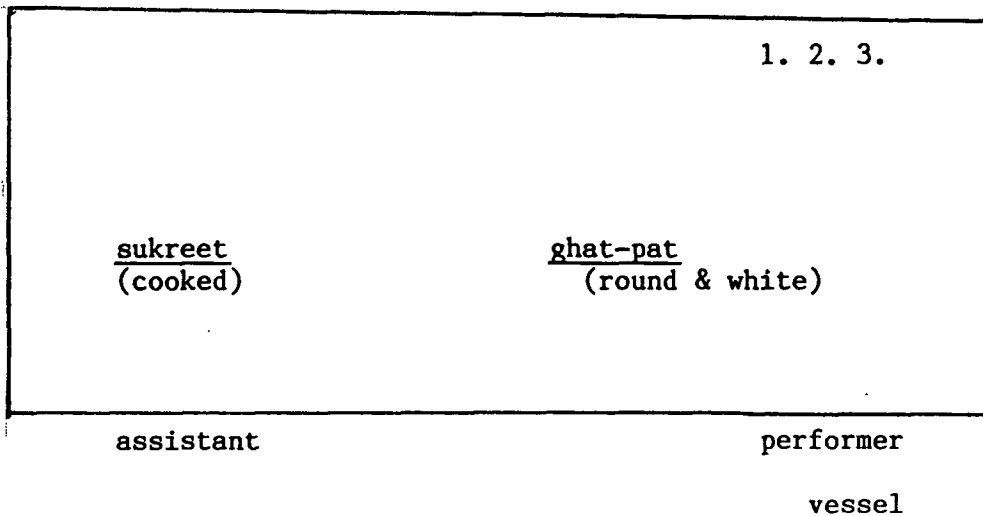 1. 2. 3.
sukreet ghat-pat
(cooked) (round & white)
assistant performer
vessel